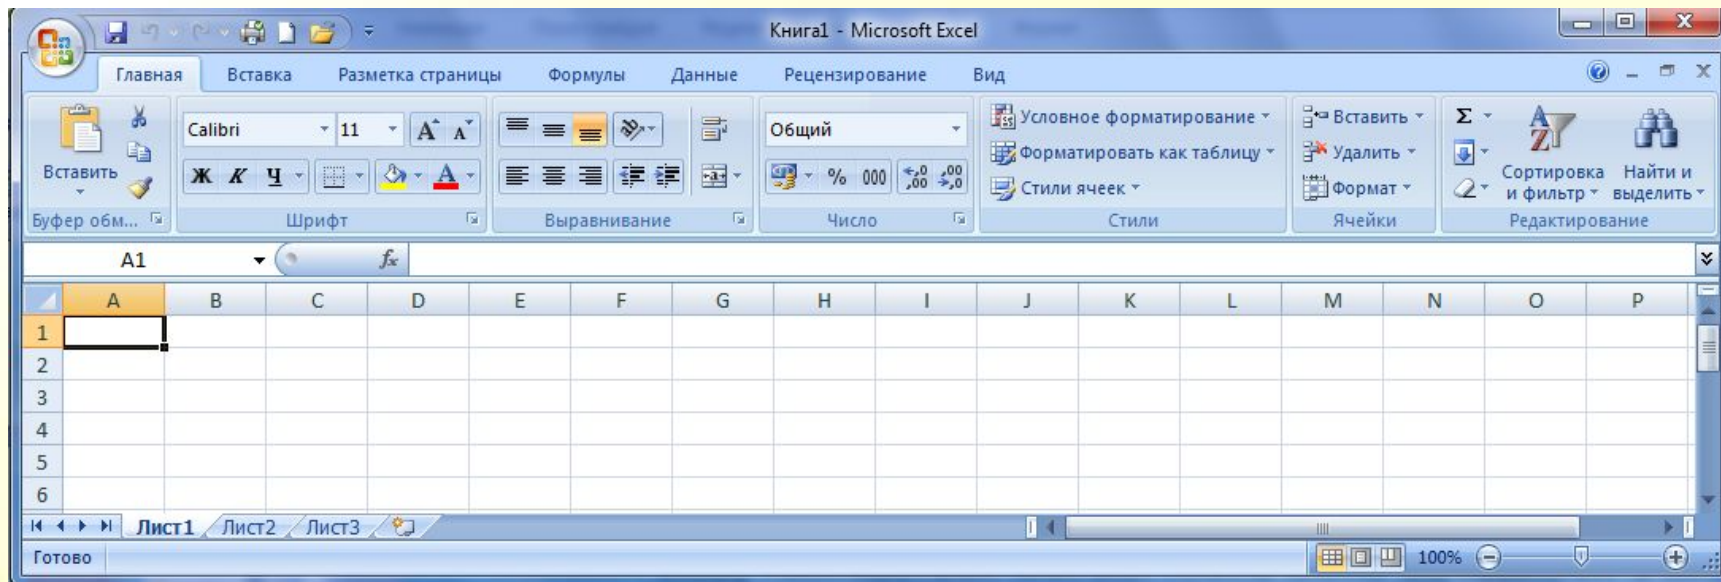 Книга1 - Microsoft Excel
Главная Вставка Разметка страницы Формулы Данные Рецензирование Вид
Вставить
Буфер обм...
Calibri 11
Ж К Ч
Шрифт
Выравнивание
Общий
% 000
Число
Условное форматирование
Форматировать как таблицу
Стили ячеек
Стили
Вставить
Удалить
Формат
Ячейки
Σ
Сортировка и фильтр
Найти и выделить
Редактирование
A1 fx
A B C D E F G H I J K L M N O P
1
2
3
4
5
6
Лист1 Лист2 Лист3
Готово 100%